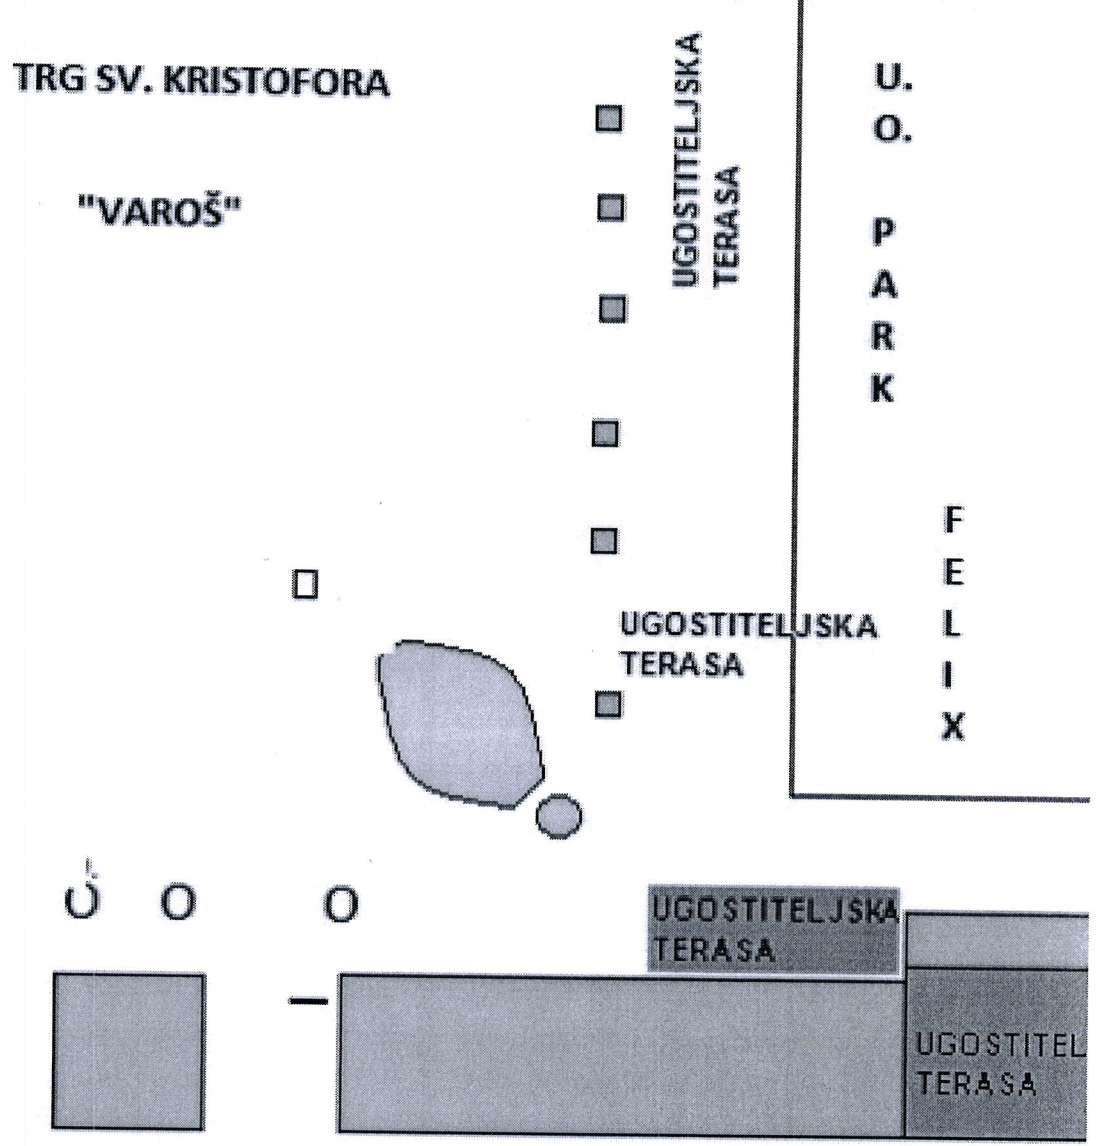 TRG SV. KRISTOFORA
"VAROŠ"
UGOSTITELJSKA
TERASA
U.
O.
P
A
R
K
F
E
L
I
X
UGOSTITELJSKA
TERASA
UGOSTITELJSKA
TERASA
UGOSTITEL
TERASA